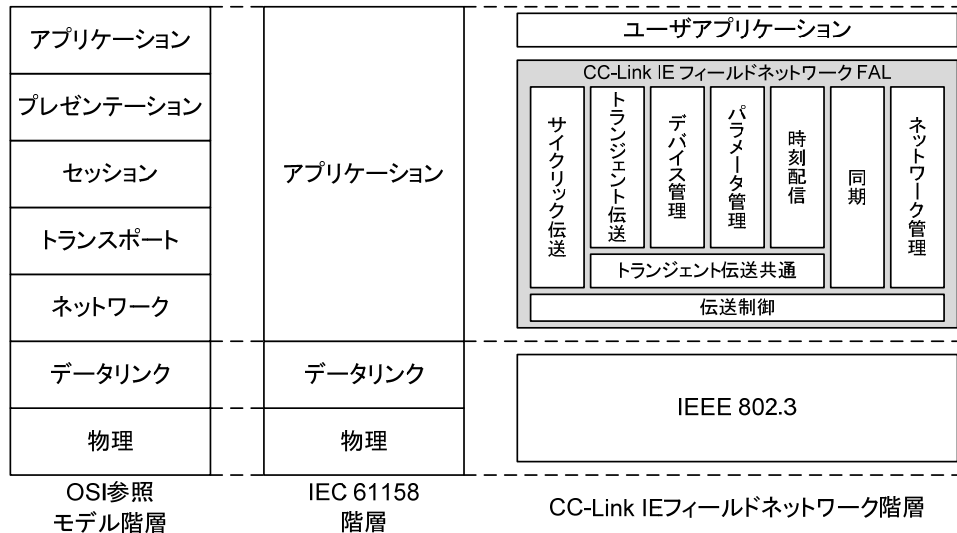 アプリケーション
プレゼンテーション
セッション
トランスポート
ネットワーク
データリンク
物理
OSI参照
モデル階層
アプリケーション
データリンク
物理
IEC 61158
階層
ユーザアプリケーション
CC-Link IE フィールドネットワーク FAL
サイクリック伝送
トランジェント伝送
デバイス管理
パラメータ管理
時刻配信
同期
ネットワーク管理
トランジェント伝送共通
伝送制御
IEEE 802.3
CC-Link IEフィールドネットワーク階層